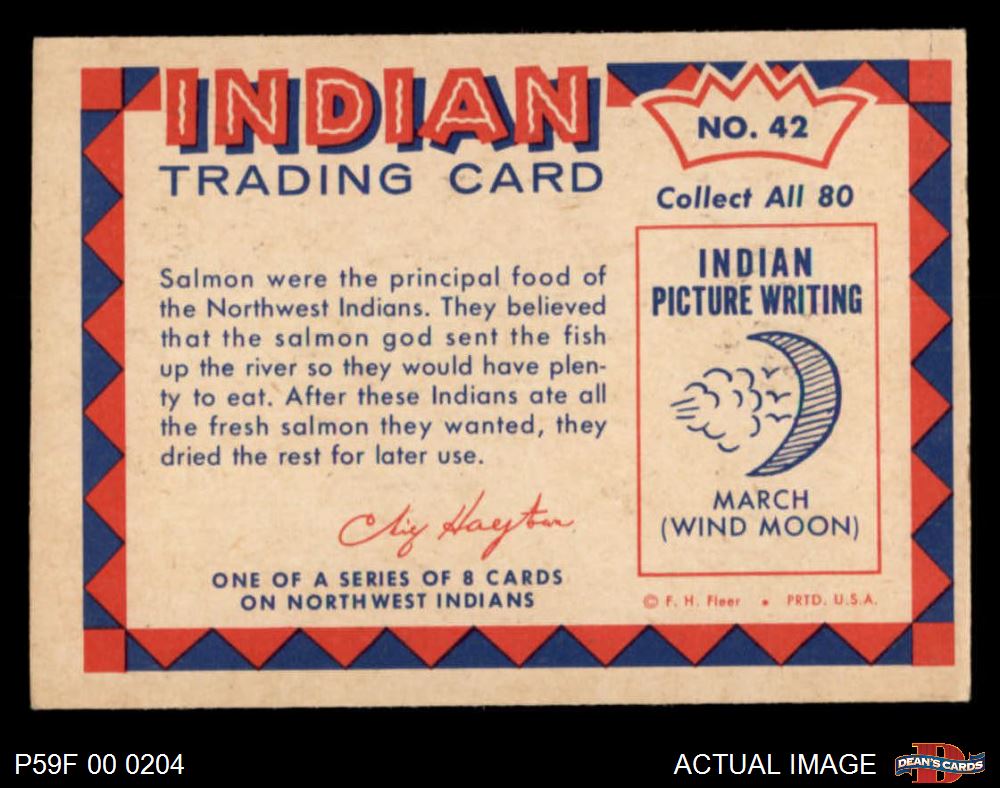 INDIAN
TRADING CARD
NO. 42
Collect All 80
Salmon were the principal food of
the Northwest Indians. They believed
that the salmon god sent the fish
up the river so they would have plen-
ty to eat. After these Indians ate all
the fresh salmon they wanted, they
dried the rest for later use.
ONE OF A SERIES OF 8 CARDS
ON NORTHWEST INDIANS
INDIAN
PICTURE WRITING
MARCH
(WIND MOON)
© F. H. Fleer • PRTD. U.S.A.
P59F 00 0204
ACTUAL IMAGE
D
DEAN'S CARDS